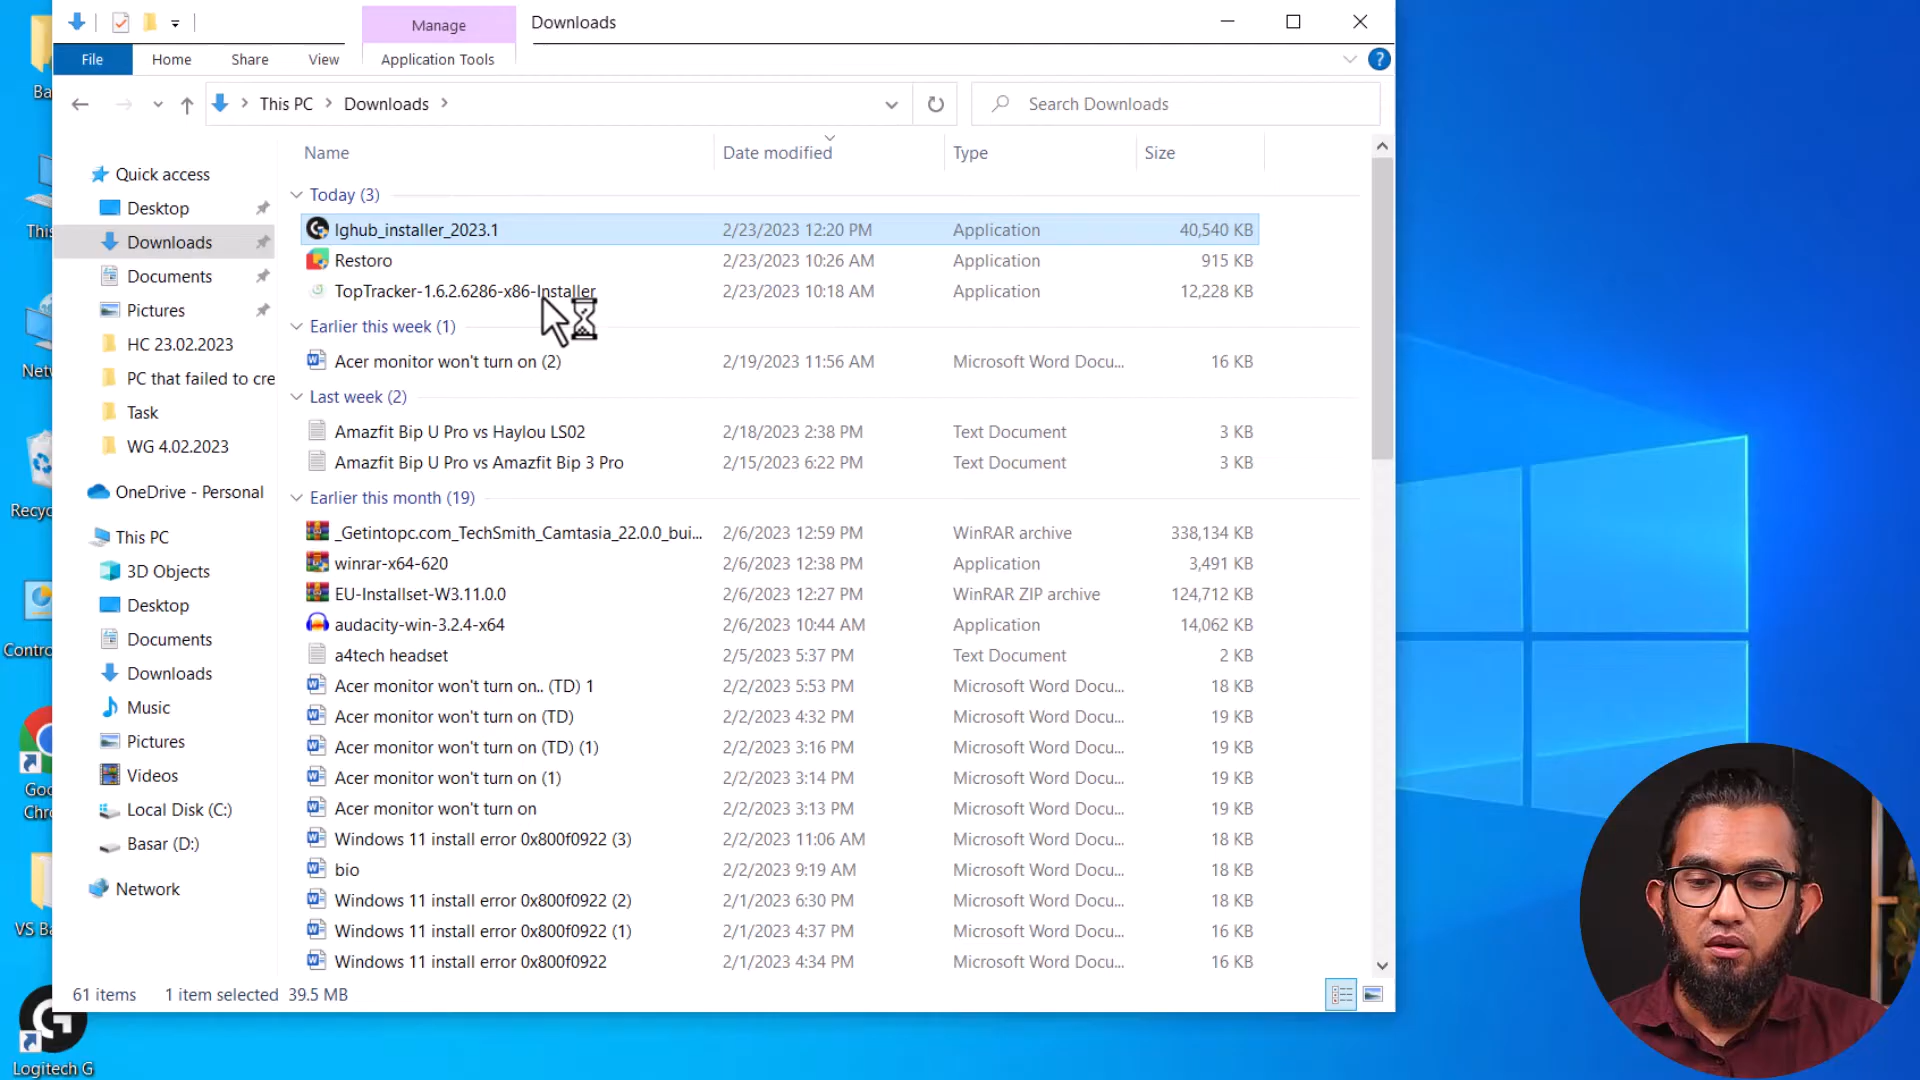 Manage
Downloads
File
Home
Share
View
Application Tools
?
This PC
Downloads
Search Downloads
Name
Date modified
Type
Size
Quick access
Desktop
Downloads
Documents
Pictures
HC 23.02.2023
PC that failed to cre
Task
WG 4.02.2023
OneDrive - Personal
This PC
3D Objects
Desktop
Documents
Downloads
Music
Pictures
Videos
Local Disk (C:)
Basar (D:)
Network
Today (3)
lghub_installer_2023.1 2/23/2023 12:20 PM Application 40,540 KB
Restoro 2/23/2023 10:26 AM Application 915 KB
TopTracker-1.6.2.6286-x86-Installer 2/23/2023 10:18 AM Application 12,228 KB
Earlier this week (1)
Acer monitor won't turn on (2) 2/19/2023 11:56 AM Microsoft Word Docu... 16 KB
Last week (2)
Amazfit Bip U Pro vs Haylou LS02 2/18/2023 2:38 PM Text Document 3 KB
Amazfit Bip U Pro vs Amazfit Bip 3 Pro 2/15/2023 6:22 PM Text Document 3 KB
Earlier this month (19)
_Getintopc.com_TechSmith_Camtasia_22.0.0_bui... 2/6/2023 12:59 PM WinRAR archive 338,134 KB
winrar-x64-620 2/6/2023 12:38 PM Application 3,491 KB
EU-Installset-W3.11.0.0 2/6/2023 12:27 PM WinRAR ZIP archive 124,712 KB
audacity-win-3.2.4-x64 2/6/2023 10:44 AM Application 14,062 KB
a4tech headset 2/5/2023 5:37 PM Text Document 2 KB
Acer monitor won't turn on.. (TD) 1 2/2/2023 5:53 PM Microsoft Word Docu... 18 KB
Acer monitor won't turn on (TD) 2/2/2023 4:32 PM Microsoft Word Docu... 19 KB
Acer monitor won't turn on (TD) (1) 2/2/2023 3:16 PM Microsoft Word Docu... 19 KB
Acer monitor won't turn on (1) 2/2/2023 3:14 PM Microsoft Word Docu... 19 KB
Acer monitor won't turn on 2/2/2023 3:13 PM Microsoft Word Docu... 19 KB
Windows 11 install error 0x800f0922 (3) 2/2/2023 11:06 AM Microsoft Word Docu... 18 KB
bio 2/2/2023 9:19 AM Microsoft Word Docu... 18 KB
Windows 11 install error 0x800f0922 (2) 2/1/2023 6:30 PM Microsoft Word Docu... 18 KB
Windows 11 install error 0x800f0922 (1) 2/1/2023 4:37 PM Microsoft Word Docu... 16 KB
Windows 11 install error 0x800f0922 2/1/2023 4:34 PM Microsoft Word Docu... 16 KB
61 items 1 item selected 39.5 MB
Ba
This
Netw
Recyc
Contro
Goo
Chro
VS Ba
Logitech G